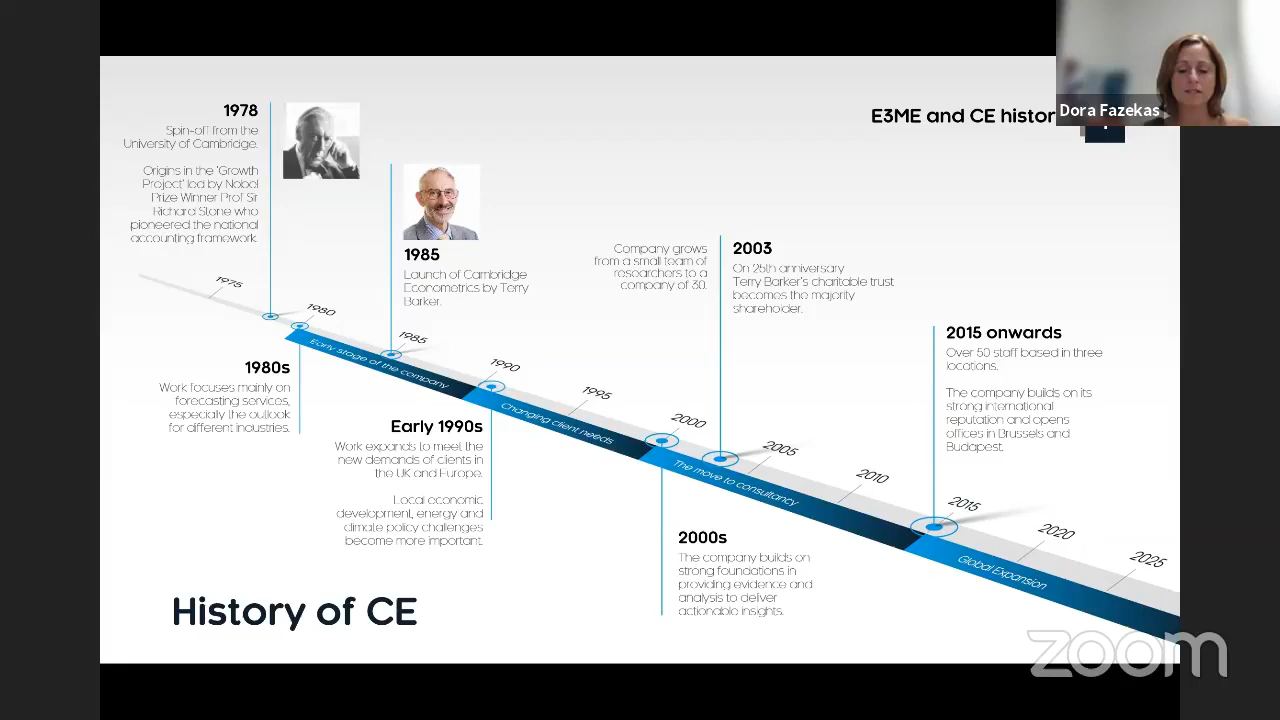 Dora Fazekas
E3ME and CE histor
1978
Spin-off from the
University of Cambridge.
Origins in the 'Growth
Project' led by Nobel
Prize Winner Prof Sir
Richard Stone who
pioneered the national
accounting framework.
1985
Launch of Cambridge
Econometrics by Terry
Barker.
Company grows
from a small team of
researchers to a
company of 30.
2003
On 25th anniversary
Terry Barker's charitable trust
becomes the majority
shareholder.
2015 onwards
Over 50 staff based in three
locations.
The company builds on its
strong international
reputation and opens
offices in Brussels and
Budapest.
1975
1980
1985
1990
1995
2000
2005
2010
2015
2020
2025
Early stage of the company
Changing client needs
The move to consultancy
Global Expansion
1980s
Work focuses mainly on
forecasting services,
especially the outlook
for different industries.
Early 1990s
Work expands to meet the
new demands of clients in
the UK and Europe.
Local economic
development, energy and
climate policy challenges
become more important.
2000s
The company builds on
strong foundations in
providing evidence and
analysis to deliver
actionable insights.
History of CE
zoom